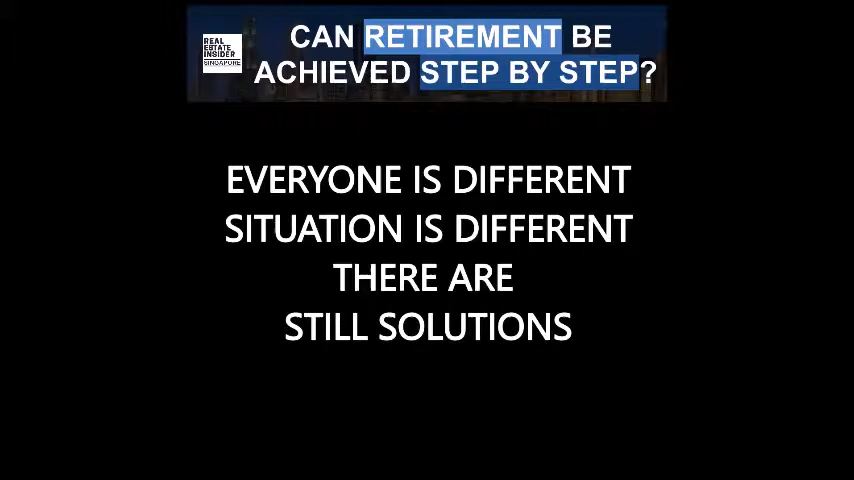 REAL
ESTATE
INSIDER
SINGAPORE
CAN RETIREMENT BE
ACHIEVED STEP BY STEP?
EVERYONE IS DIFFERENT
SITUATION IS DIFFERENT
THERE ARE
STILL SOLUTIONS